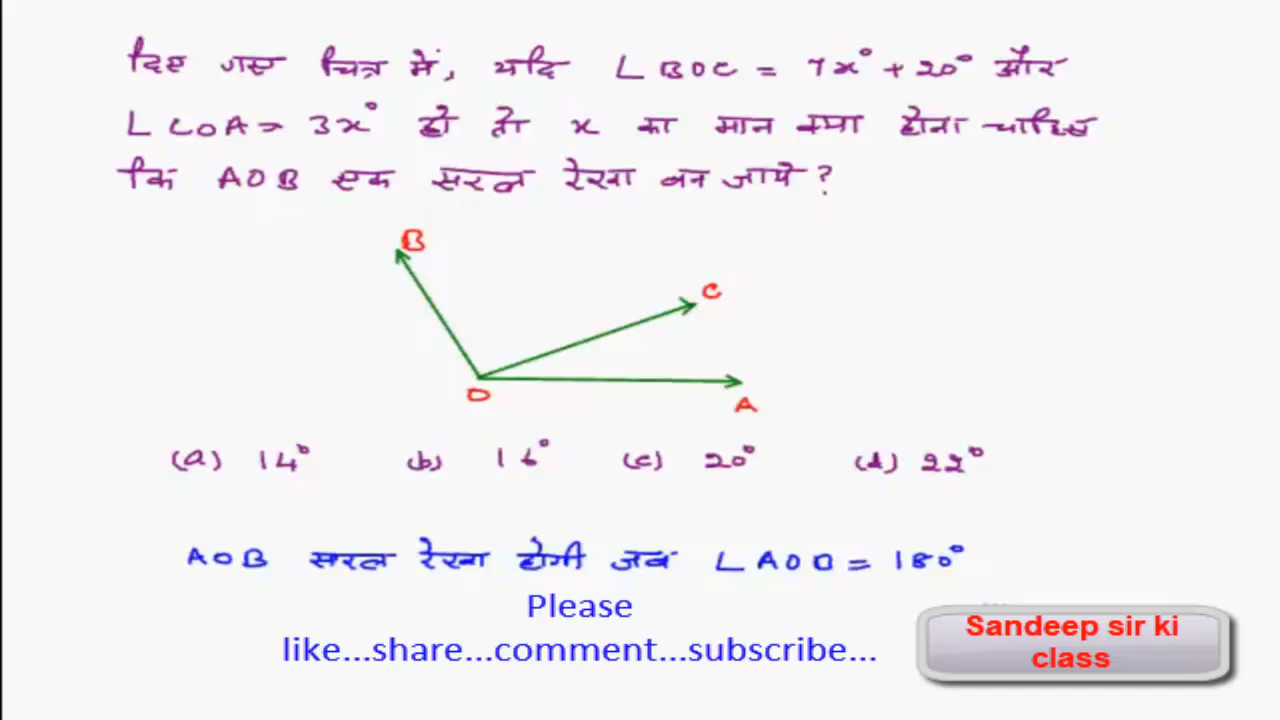 दिए गए चित्र में, यदि ∠BOC = 7x° + 20° और
∠COA = 3x° हो तो x का मान क्या होना चाहिए
कि AOB एक सरल रेखा बन जाये?
B
C
O
A
(a) 14° (b) 16° (c) 20° (d) 22°
AOB सरल रेखा होगी जब ∠AOB = 180°
Please
like...share...comment...subscribe...
Sandeep sir ki
class